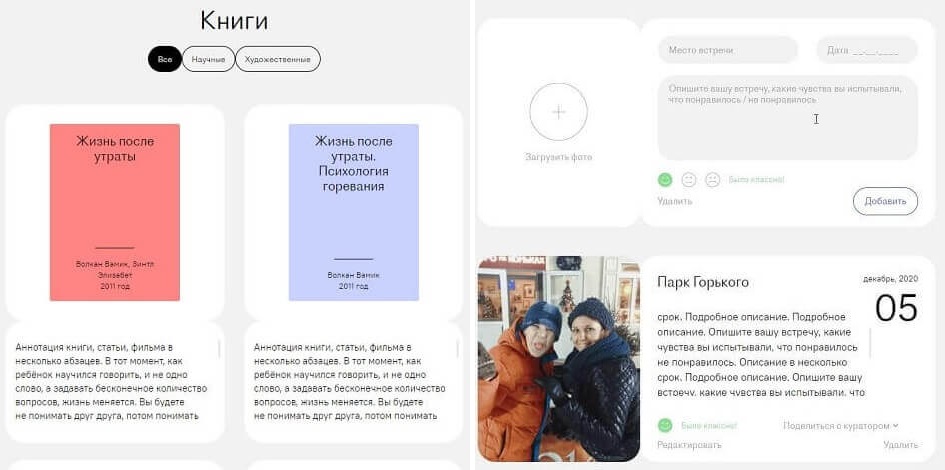 Книги
Все
Научные
Художественные
Жизнь после
утраты
Волкан Вамик, Зинтл
Элизабет
2011 год
Жизнь после
утраты.
Психология
горевания
Волкан Вамик
2011 год
Аннотация книги, статьи, фильма в
несколько абзацев. В тот момент, как
ребёнок научился говорить, и не одно
слово, а задавать бесконечное количество
вопросов, жизнь меняется. Вы будете
не понимать друг друга, потом понимать
Аннотация книги, статьи, фильма в
несколько абзацев. В тот момент, как
ребёнок научился говорить, и не одно
слово, а задавать бесконечное количество
вопросов, жизнь меняется. Вы будете
не понимать друг друга, потом понимать
Загрузить фото
Место встречи
Дата __.__.____
Опишите вашу встречу, какие чувства вы испытывали,
что понравилось / не понравилось
Было классно!
Удалить
Добавить
Парк Горького
декабрь, 2020
05
срок. Подробное описание. Подробное
описание. Опишите вашу встречу, какие
чувства вы испытывали, что понравилось
не понравилось. Описание в несколько
срок. Подробное описание. Опишите вашу
встречу, какие чувства вы испытывали, что
Было классно!
Поделиться с куратором
Редактировать
Удалить